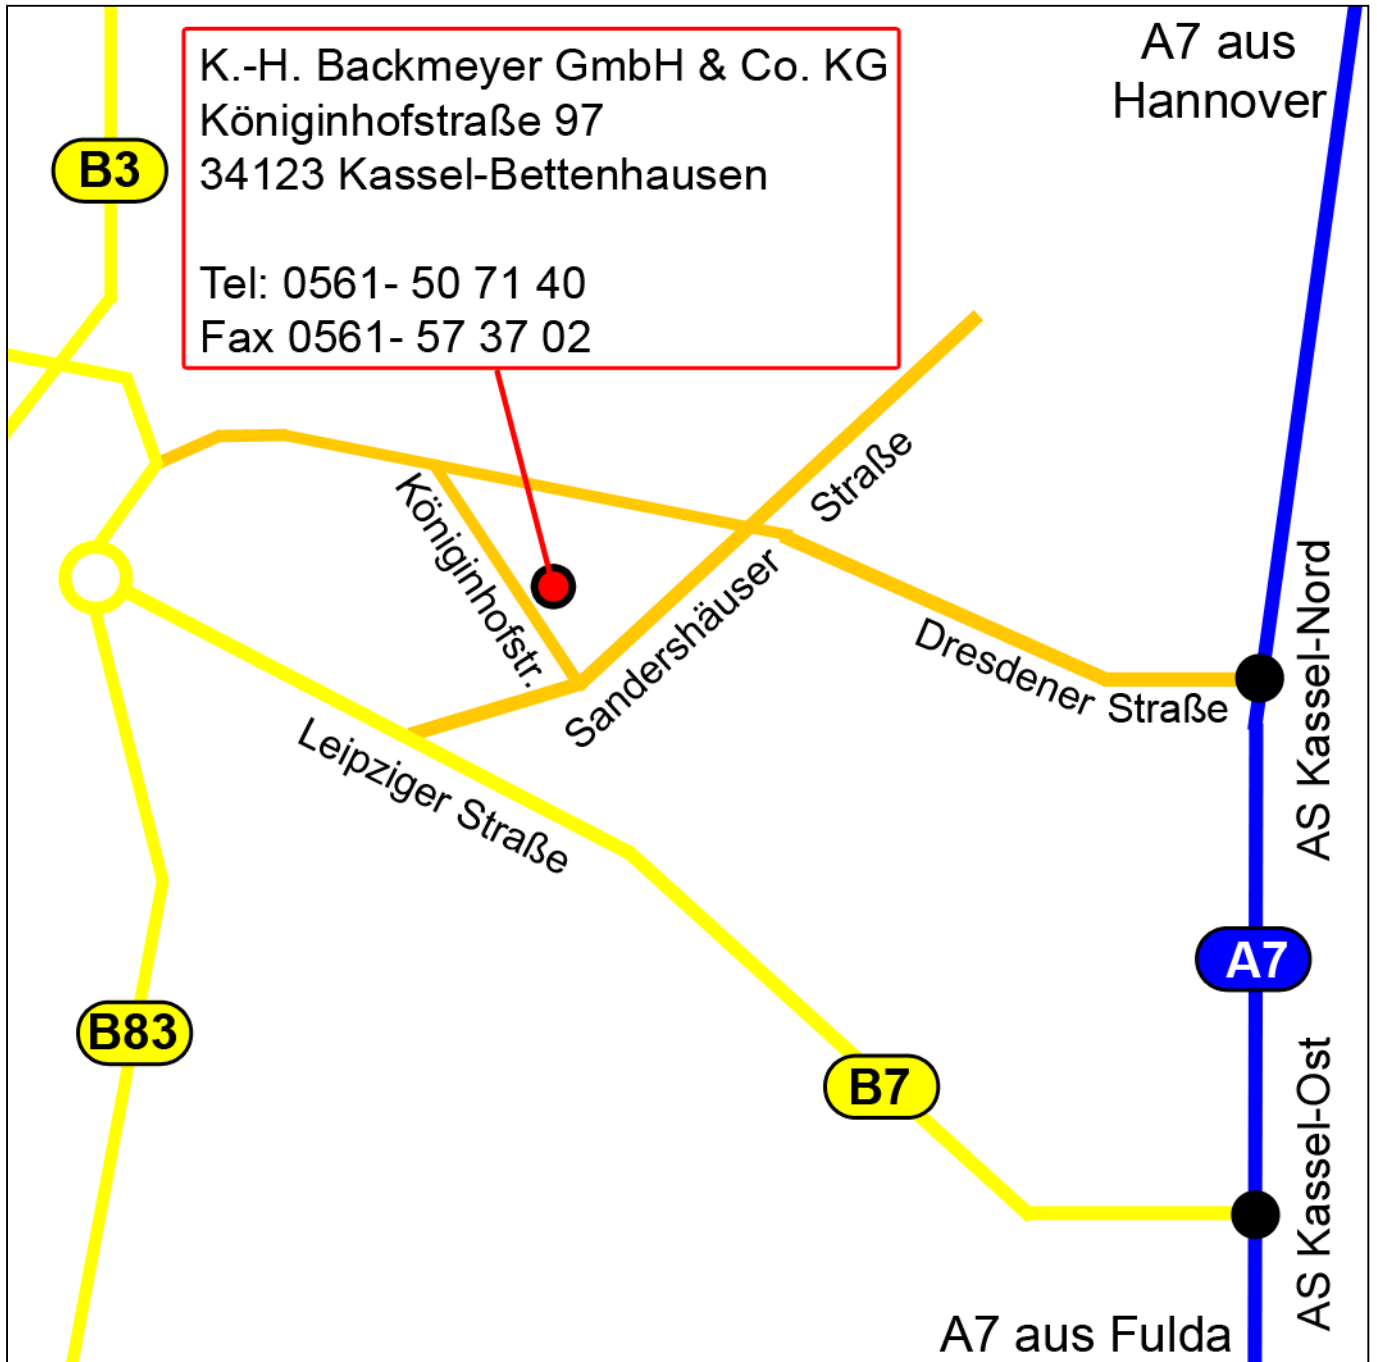 K.-H. Backmeyer GmbH & Co. KG
Königinhofstraße 97
34123 Kassel-Bettenhausen
Tel: 0561- 50 71 40
Fax 0561- 57 37 02
A7 aus
Hannover
B3
Königinhofstr.
Sandershäuser Straße
Dresdener Straße
AS Kassel-Nord
Leipziger Straße
A7
B83
B7
AS Kassel-Ost
A7 aus Fulda